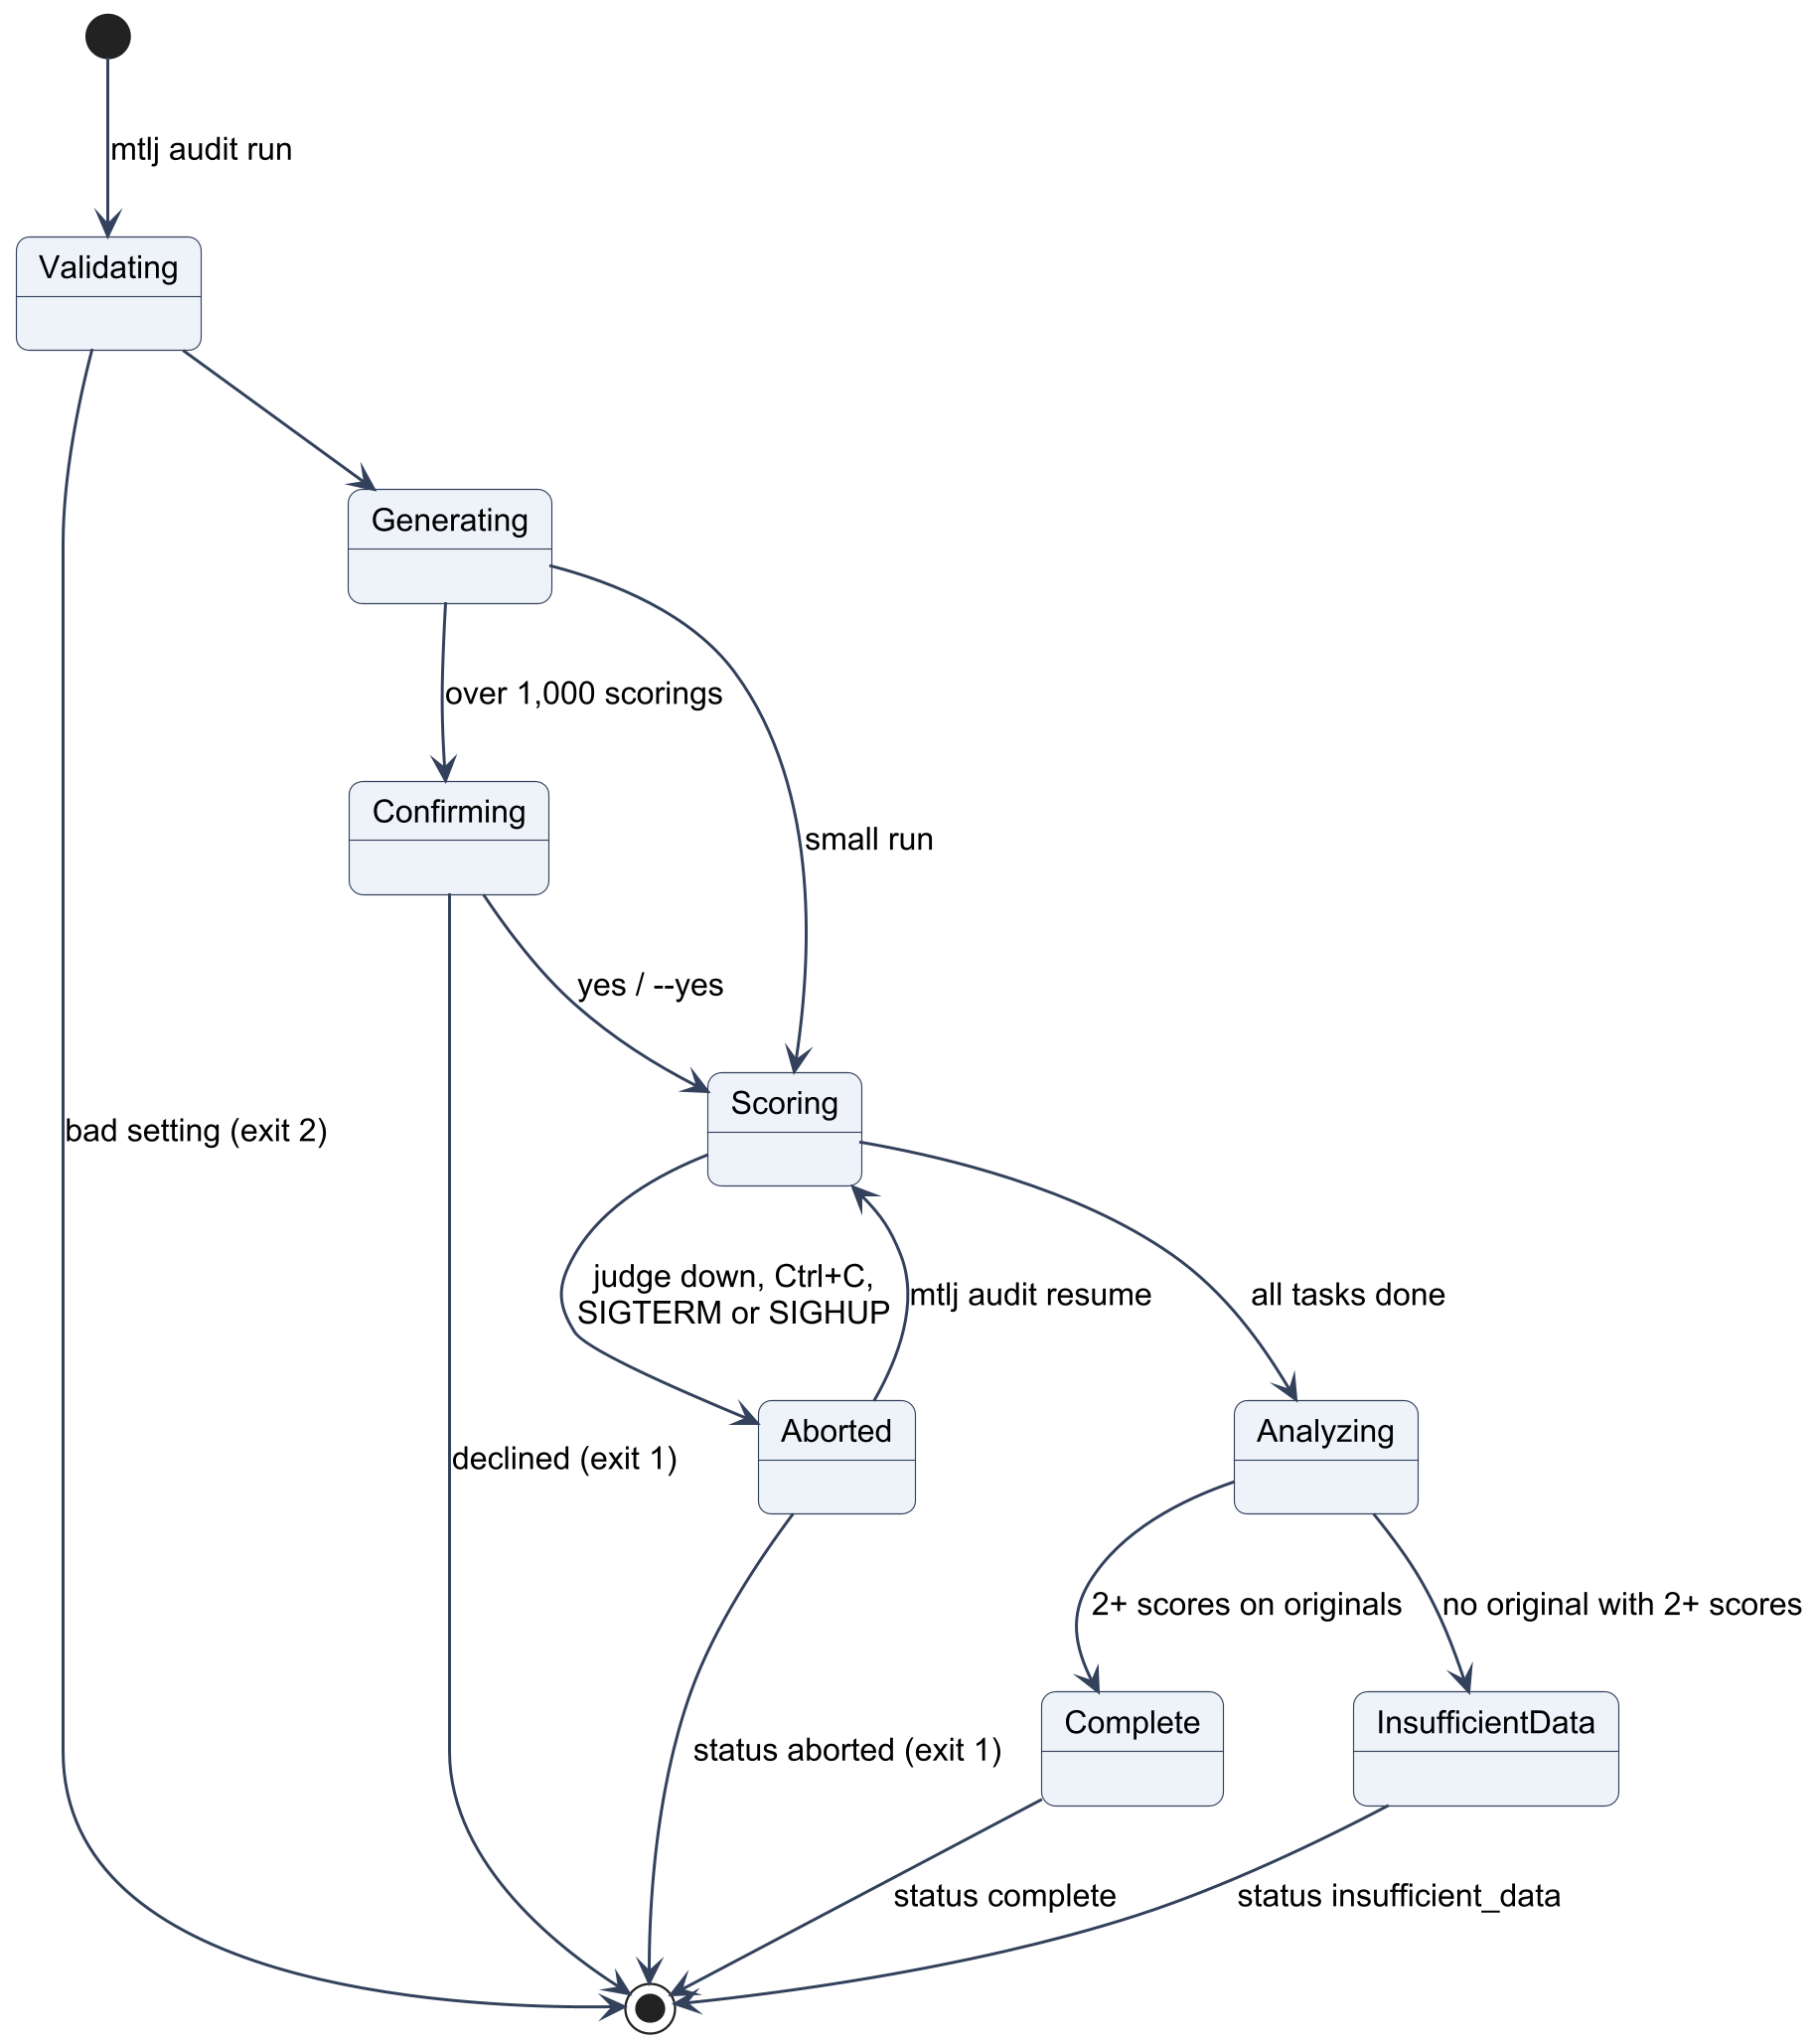 mtlj audit run
Validating
Generating
over 1,000 scorings
Confirming
small run
yes / --yes
Scoring
bad setting (exit 2)
judge down, Ctrl+C,
SIGTERM or SIGHUP
mtlj audit resume
all tasks done
Aborted
Analyzing
declined (exit 1)
2+ scores on originals
no original with 2+ scores
Complete
InsufficientData
status aborted (exit 1)
status complete
status insufficient_data